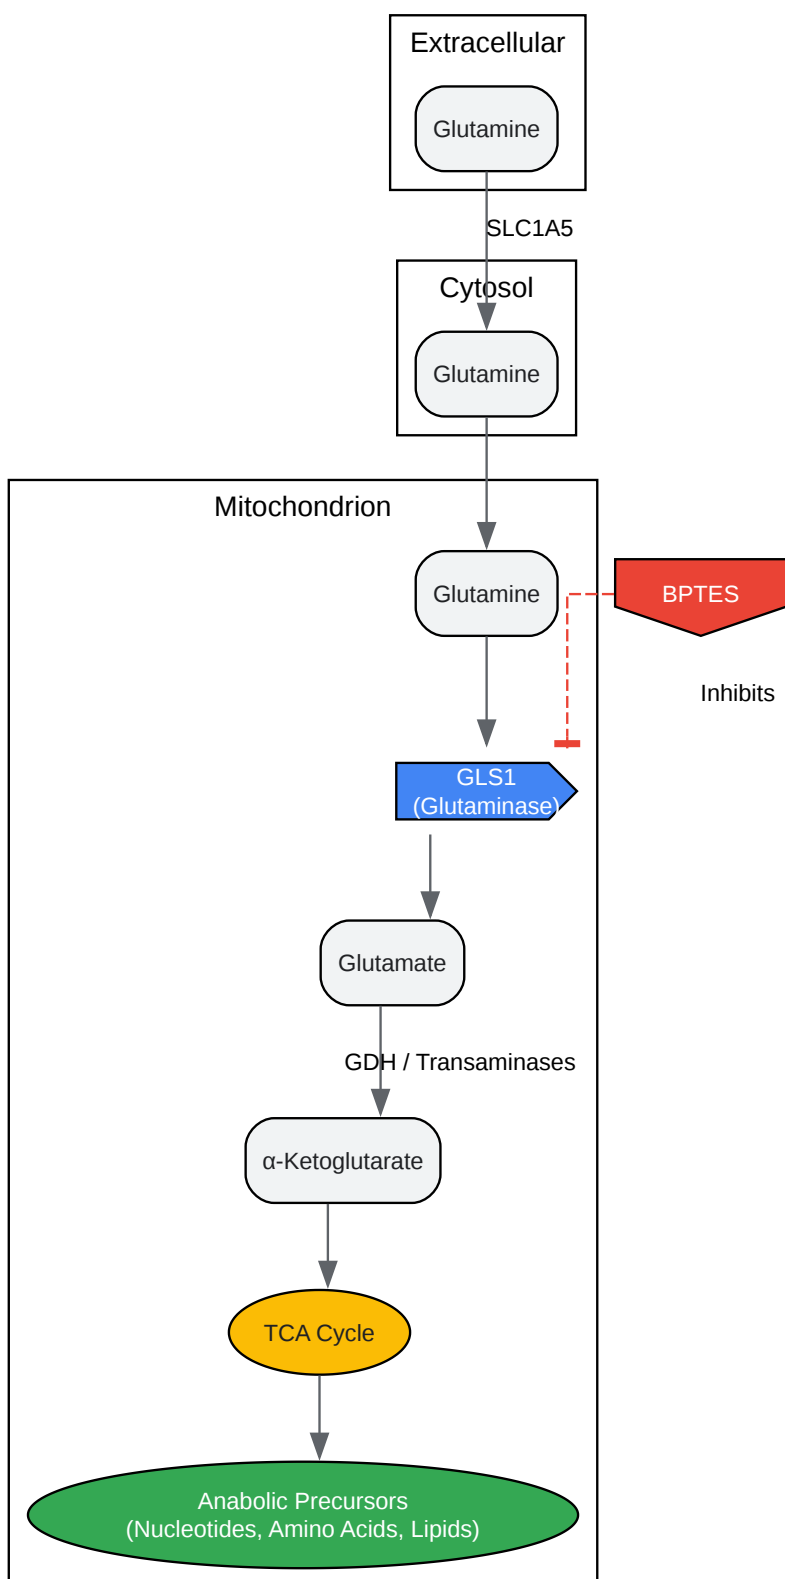 Extracellular
Glutamine
SLC1A5
Cytosol
Glutamine
Mitochondrion
Glutamine
BPTES
Inhibits
GLS1
(Glutaminase)
Glutamate
GDH / Transaminases
α-Ketoglutarate
TCA Cycle
Anabolic Precursors
(Nucleotides, Amino Acids, Lipids)